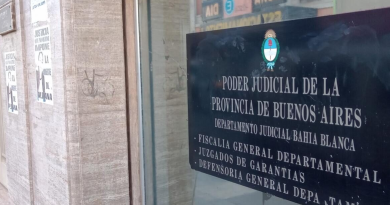 PODER JUDICIAL DE LA
PROVINCIA DE BUENOS AIRES
DEPARTAMENTO JUDICIAL BAHIA BLANCA
- FISCALIA GENERAL DEPARTAMENTAL
- JUZGADOS DE GARANTIAS
- DEFENSORIA GENERAL